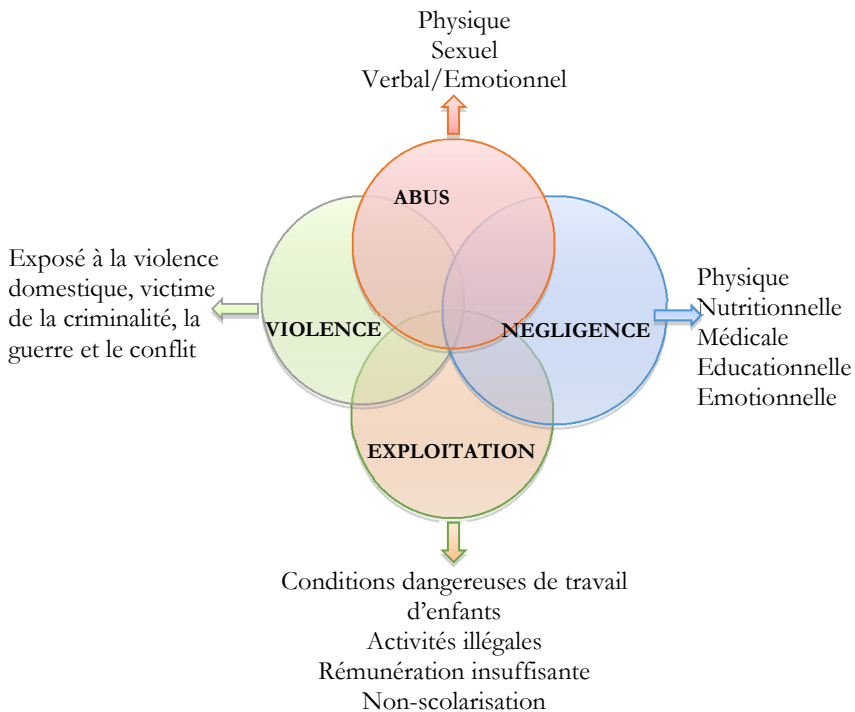 Physique
Sexuel
Verbal/Emotionnel
ABUS
Exposé à la violence
domestique, victime
de la criminalité, la
guerre et le conflit
VIOLENCE
NEGLIGENCE
Physique
Nutritionnelle
Médicale
Educationnelle
Emotionnelle
EXPLOITATION
Conditions dangereuses de travail
d'enfants
Activités illégales
Rémunération insuffisante
Non-scolarisation